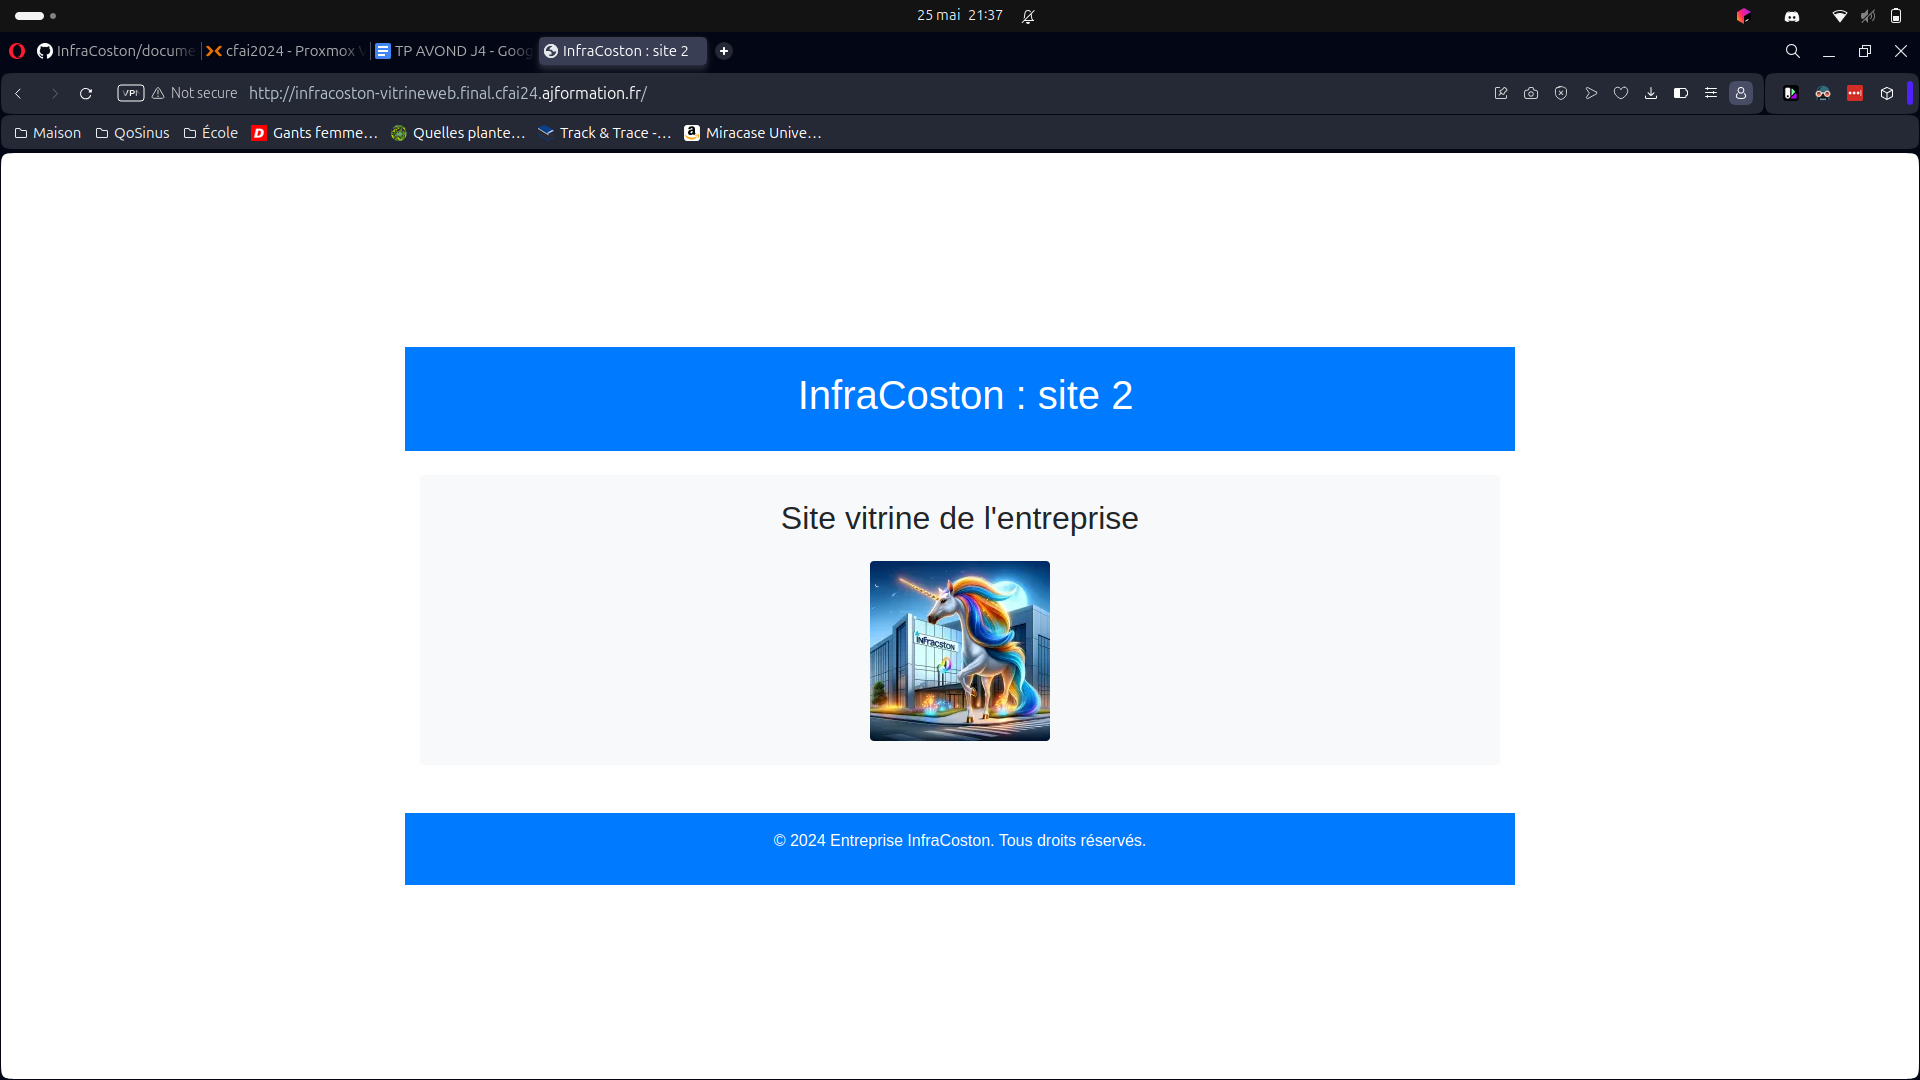 25 mai 21:37
InfraCoston/docume
cfai2024 - Proxmox V
TP AVOND J4 - Goog
InfraCoston : site 2
VPN
Not secure
http://infracoston-vitrineweb.final.cfai24.ajformation.fr/
Maison
QoSinus
École
Gants femme...
Quelles plante...
Track & Trace -...
Miracase Unive...
InfraCoston : site 2
Site vitrine de l'entreprise
© 2024 Entreprise InfraCoston. Tous droits réservés.